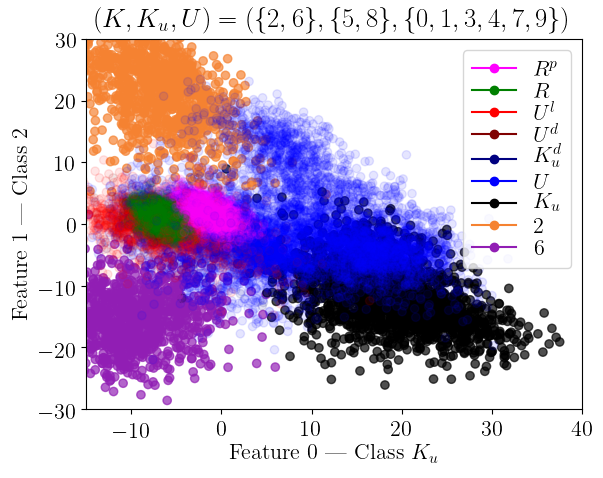 (K, K_u, U) = ({2, 6}, {5, 8}, {0, 1, 3, 4, 7, 9})
Feature 1 — Class 2
30
20
10
0
−10
−20
−30
R^p
R
U^l
U^d
K_u^d
U
K_u
2
6
−10
0
10
20
30
40
Feature 0 — Class K_u